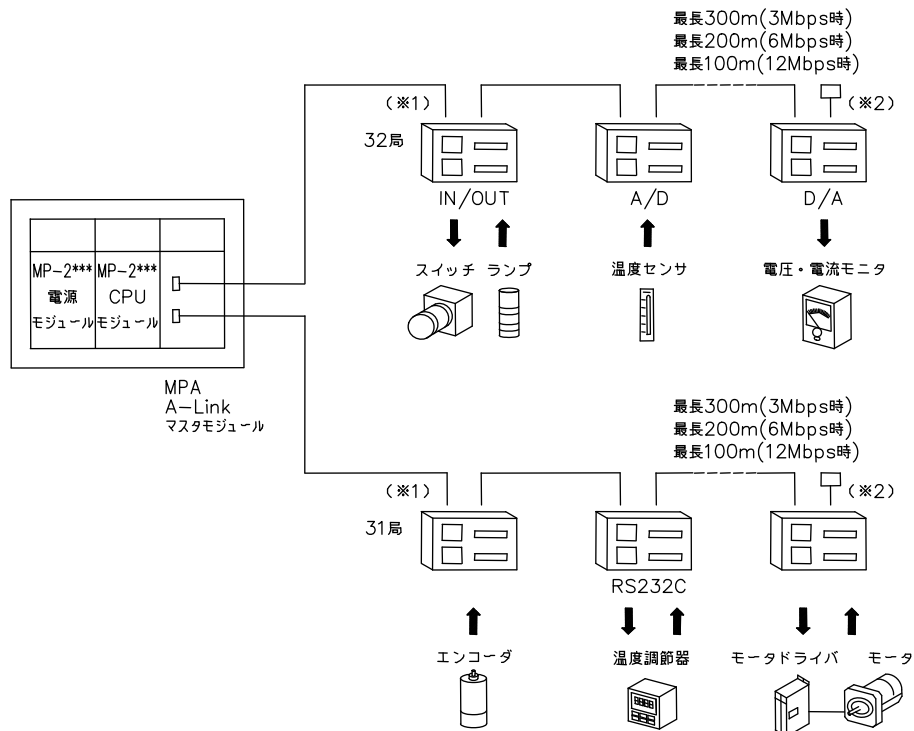 最長300m(3Mbps時)
最長200m(6Mbps時)
最長100m(12Mbps時)
(※1)
(※2)
32局
IN/OUT
A/D
D/A
スイッチ
ランプ
温度センサ
電圧・電流モニタ
MP-2***
電源
モジュール
MP-2***
CPU
モジュール
MPA
A-Link
マスタモジュール
最長300m(3Mbps時)
最長200m(6Mbps時)
最長100m(12Mbps時)
(※1)
(※2)
31局
RS232C
エンコーダ
温度調節器
モータドライバ
モータ